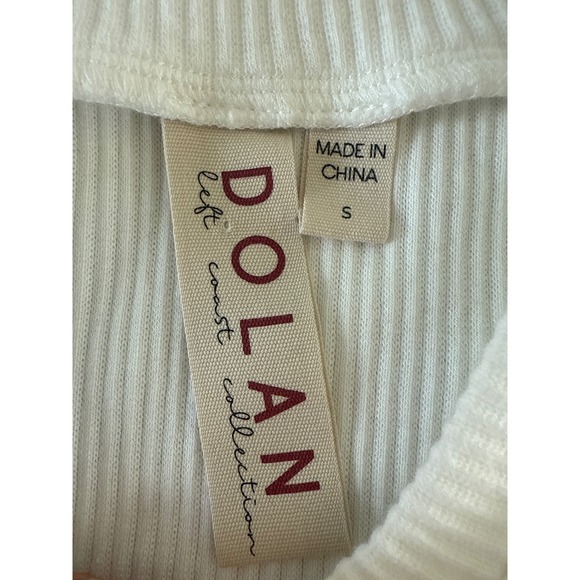 DOLAN
left coast collection
MADE IN
CHINA
S